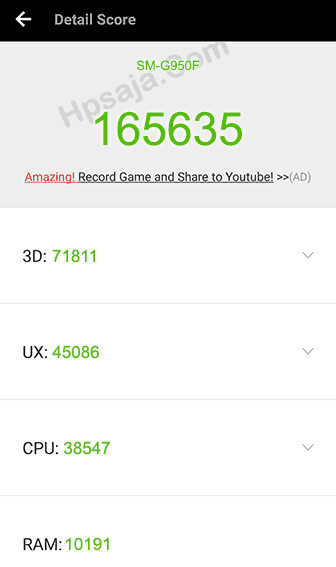 Detail Score
SM-G950F
Hpsaja.Com
165635
Amazing! Record Game and Share to Youtube! >>(AD)
3D: 71811
UX: 45086
CPU: 38547
RAM: 10191